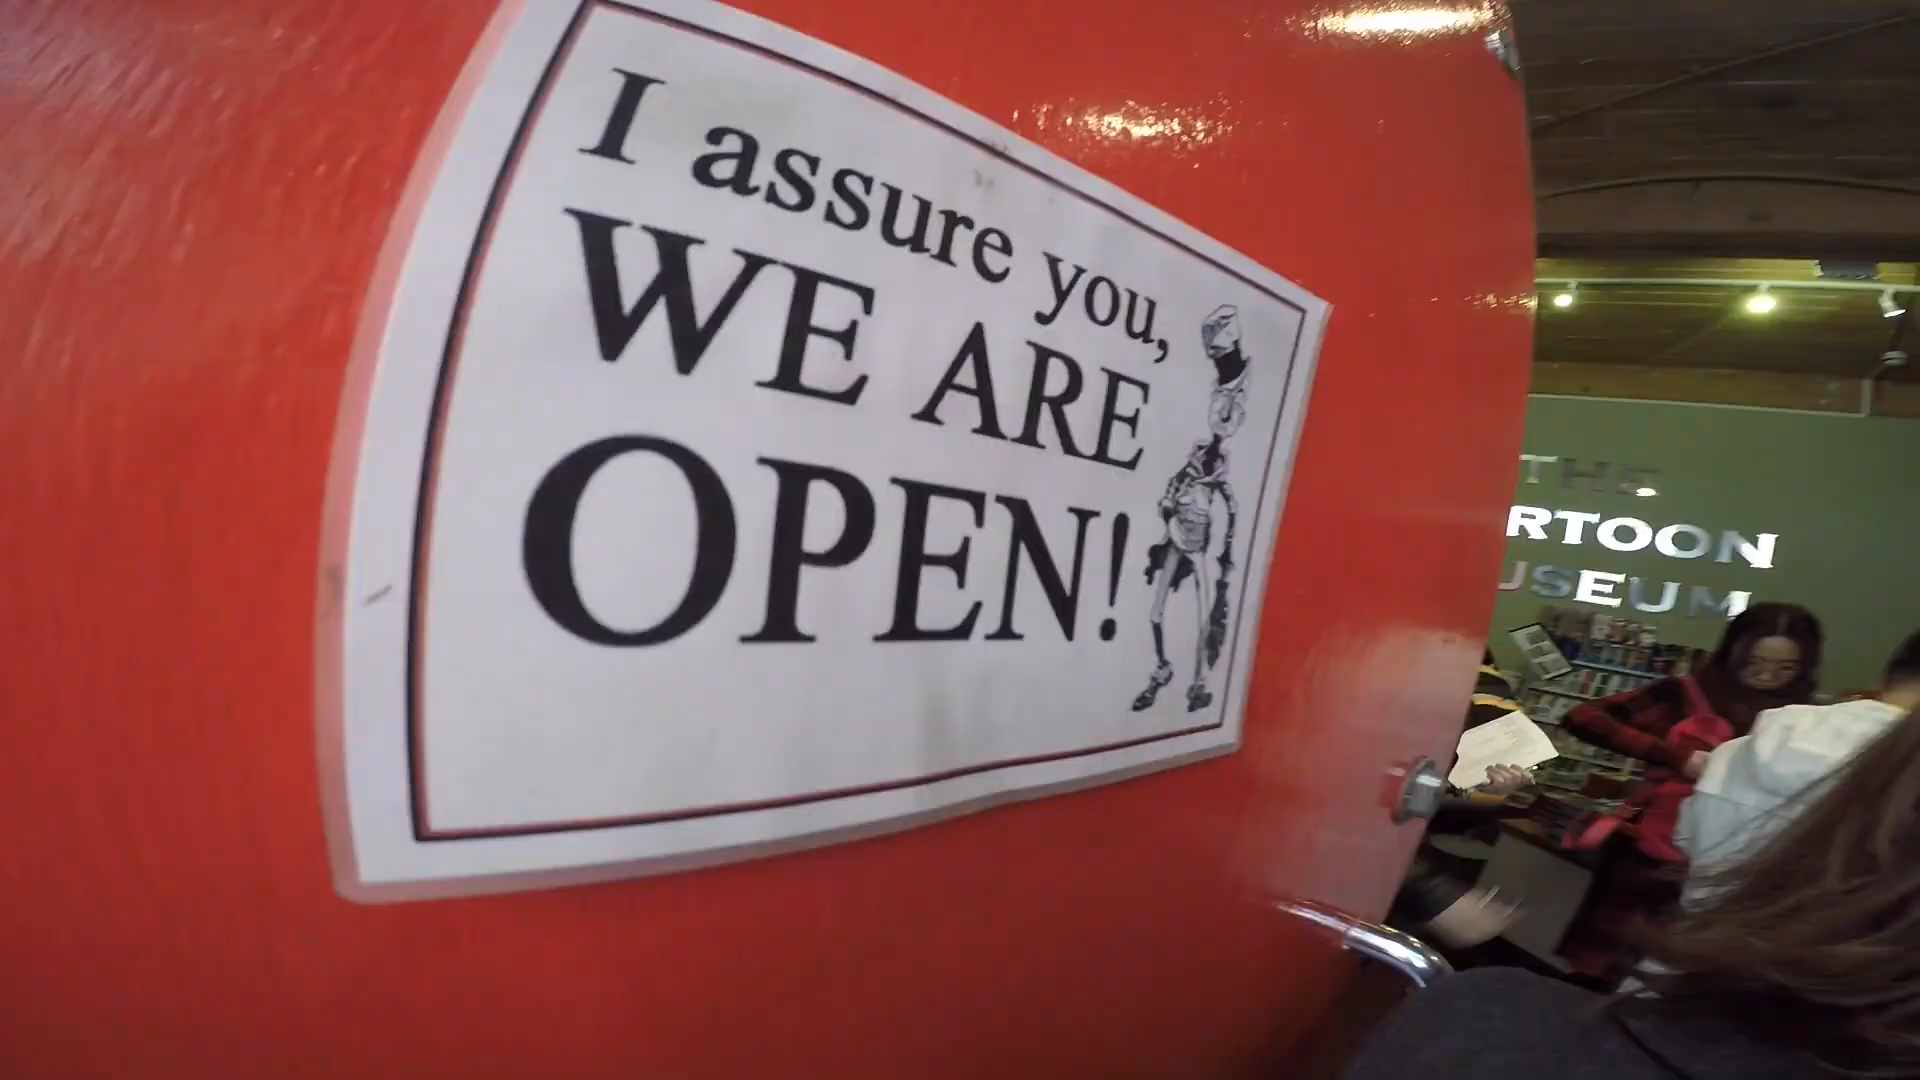 I assure you,
WE ARE
OPEN!
THE
RTOON
USEUM